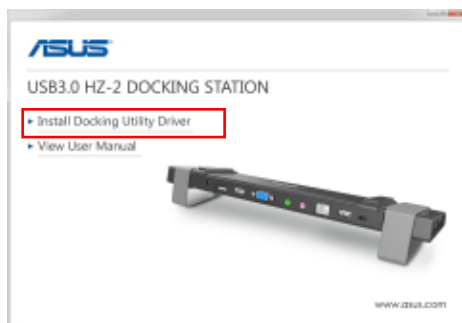 ASUS
USB3.0 HZ-2 DOCKING STATION
Install Docking Utility Driver
View User Manual
www.asus.com